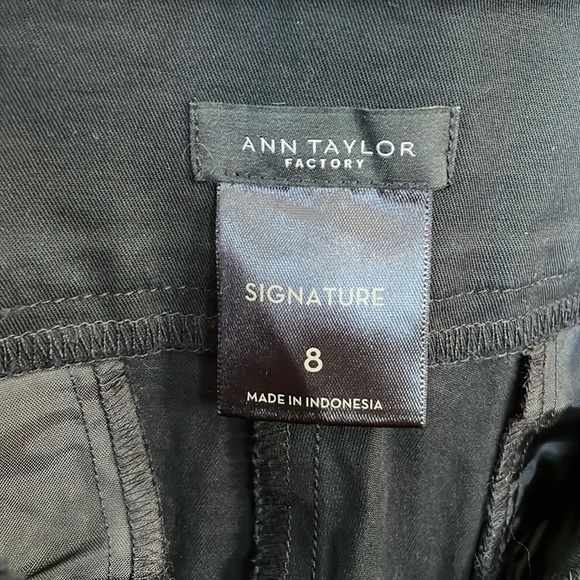 ANN TAYLOR
FACTORY
SIGNATURE
8
MADE IN INDONESIA